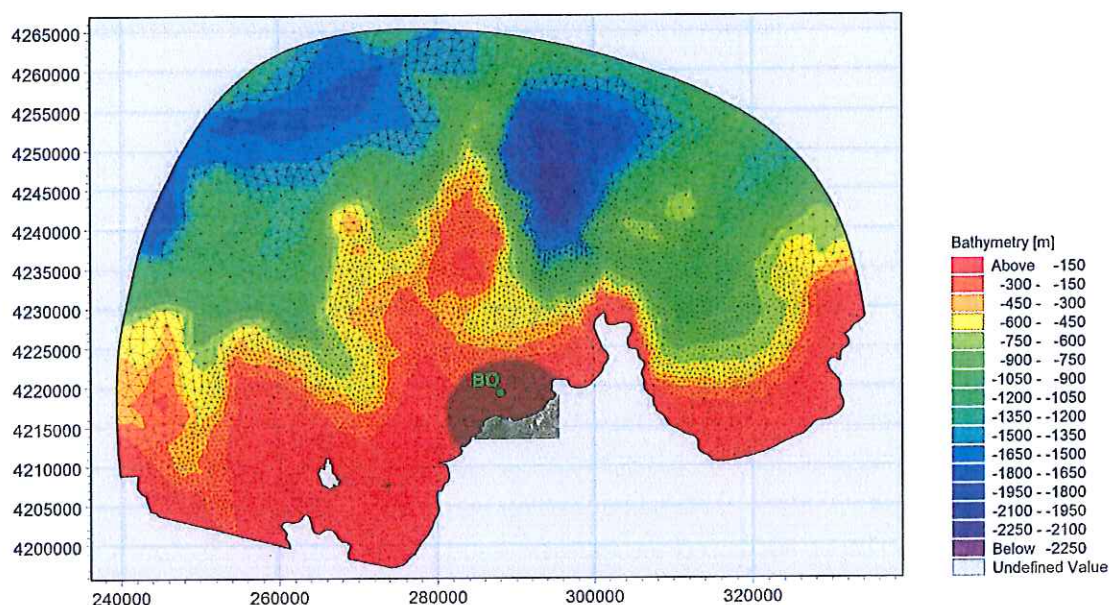 4265000
4260000
4255000
4250000
4245000
4240000
4235000
4230000
4225000
4220000
4215000
4210000
4205000
4200000
240000 260000 280000 300000 320000
BD
Bathymetry [m]
Above -150
-300 - -150
-450 - -300
-600 - -450
-750 - -600
-900 - -750
-1050 - -900
-1200 - -1050
-1350 - -1200
-1500 - -1350
-1650 - -1500
-1800 - -1650
-1950 - -1800
-2100 - -1950
-2250 - -2100
Below -2250
Undefined Value